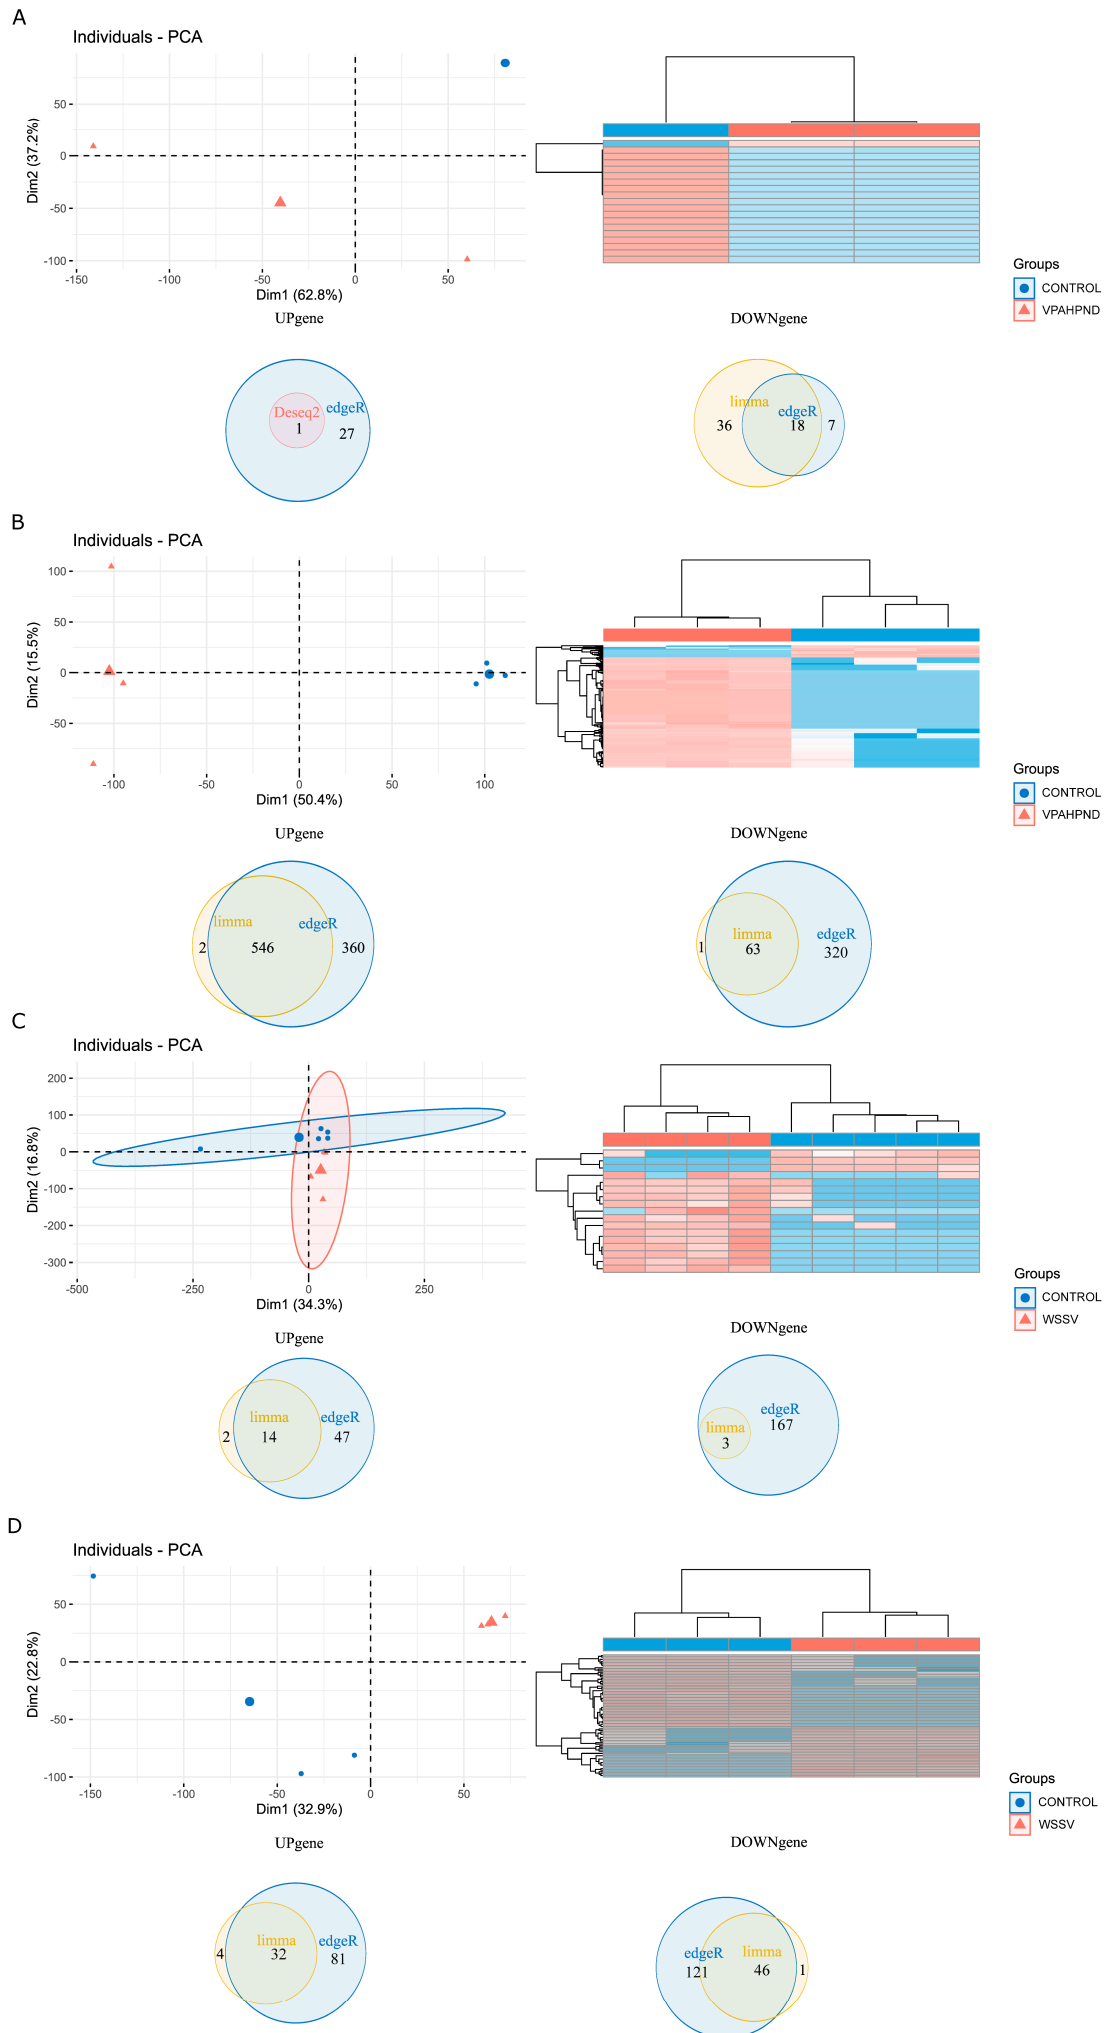 A
Individuals - PCA
Dim2 (37.2%)
50
0
-50
-100
-150
-100
-50
0
50
Dim1 (62.8%)
Groups
CONTROL
VPAHPND
UPgene
DOWNgene
Deseq2
edgeR
1
27
limma
edgeR
36
18
7
B
Individuals - PCA
Dim2 (15.5%)
100
50
0
-50
-100
-50
0
50
100
Dim1 (50.4%)
Groups
CONTROL
VPAHPND
UPgene
DOWNgene
limma
edgeR
2
546
360
limma
edgeR
1
63
320
C
Individuals - PCA
Dim2 (16.8%)
200
100
0
-100
-200
-300
-500
-250
0
250
Dim1 (34.3%)
Groups
CONTROL
WSSV
UPgene
DOWNgene
limma
edgeR
2
14
47
edgeR
167
limma
3
D
Individuals - PCA
Dim2 (22.8%)
50
0
-50
-100
-150
-100
-50
0
50
Dim1 (32.9%)
Groups
CONTROL
WSSV
UPgene
DOWNgene
limma
edgeR
4
32
81
edgeR
limma
121
46
1